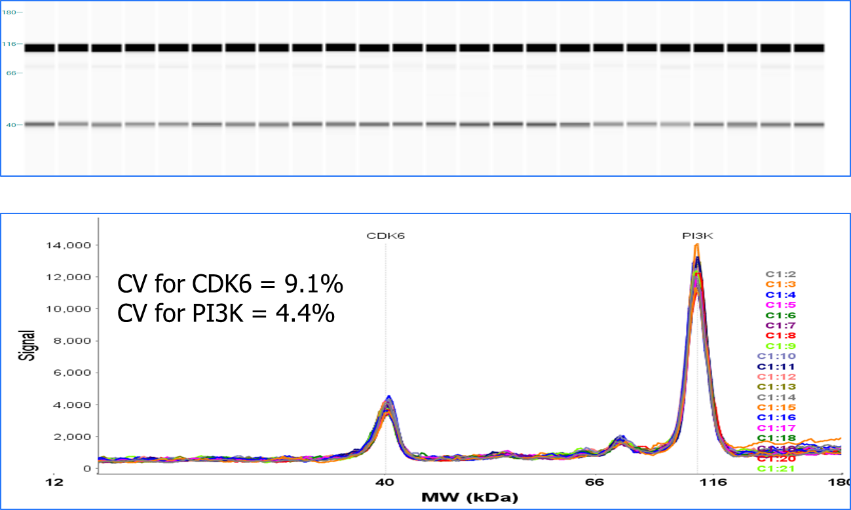 180
116
66
40
CDK6 PI3K
14,000
12,000
10,000
8,000
6,000
4,000
2,000
0
Signal
CV for CDK6 = 9.1%
CV for PI3K = 4.4%
C1:2
C1:3
C1:4
C1:5
C1:6
C1:7
C1:8
C1:9
C1:10
C1:11
C1:12
C1:13
C1:14
C1:15
C1:16
C1:17
C1:18
C1:20
C1:21
12 40 66 116 180
MW (kDa)